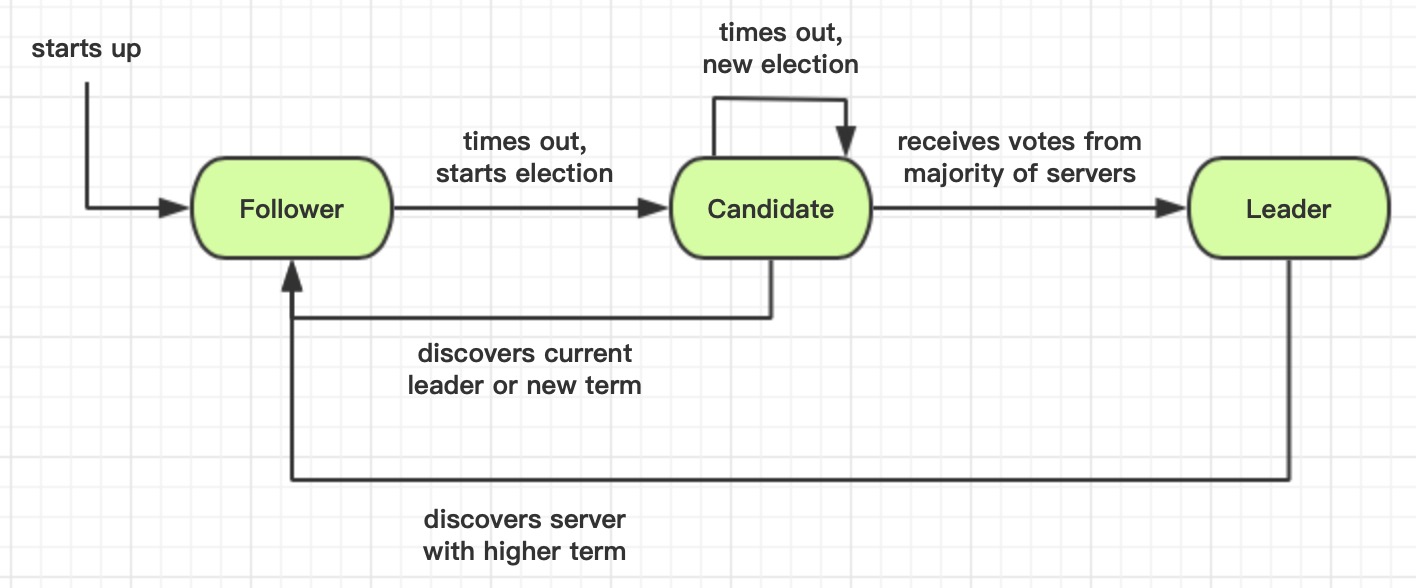 starts up
times out,
new election
times out,
starts election
receives votes from
majority of servers
Follower
Candidate
Leader
discovers current
leader or new term
discovers server
with higher term